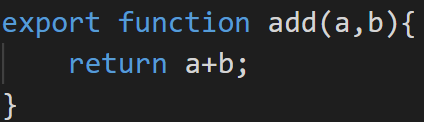 export function add(a,b){
    return a+b;
}